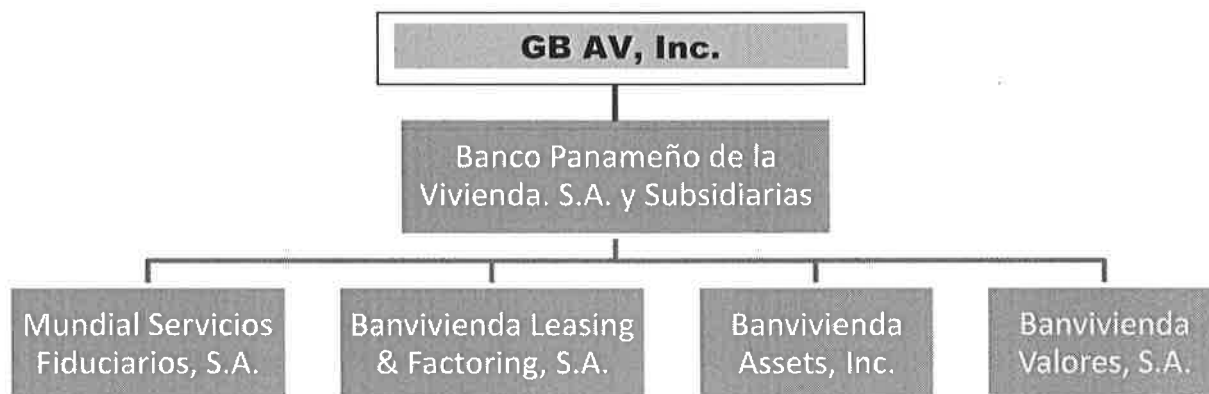 GB AV, Inc.
Banco Panameño de la
Vivienda. S.A. y Subsidiarias
Mundial Servicios
Fiduciarios, S.A.
Banvivienda Leasing
& Factoring, S.A.
Banvivienda
Assets, Inc.
Banvivienda
Valores, S.A.